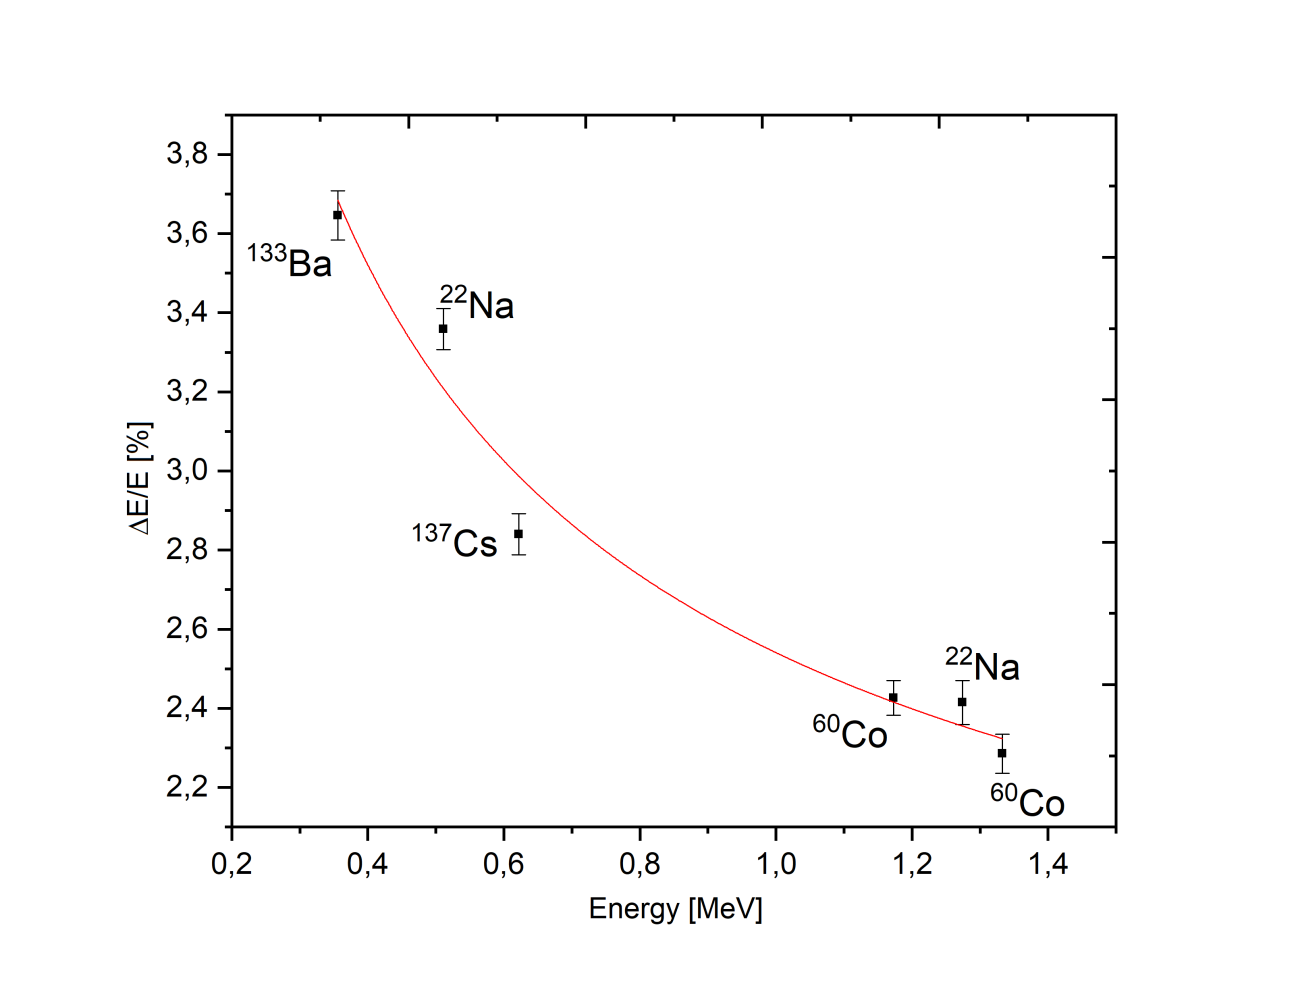 3,8
3,6
3,4
3,2
3,0
2,8
2,6
2,4
2,2
ΔE/E [%]
133Ba
22Na
137Cs
60Co
22Na
60Co
0,2 0,4 0,6 0,8 1,0 1,2 1,4
Energy [MeV]